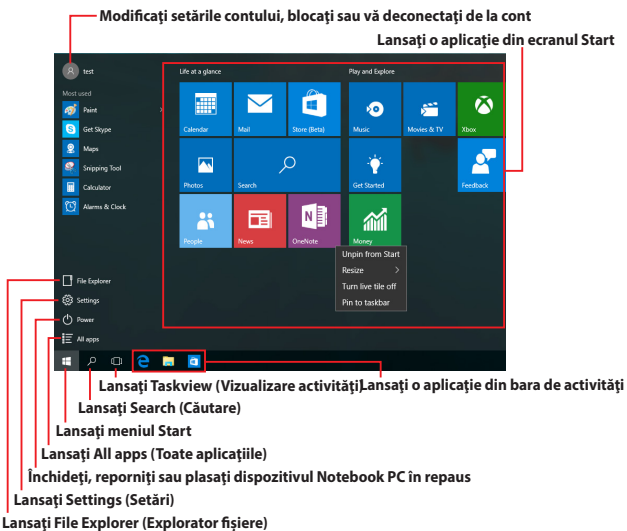 Modificați setările contului, blocați sau vă deconectați de la cont
Lansați o aplicație din ecranul Start
test
Most used
Paint
Get Skype
Maps
Snipping Tool
Calculator
Alarms & Clock
File Explorer
Settings
Power
All apps
Life at a glance
Play and Explore
Calendar
Mail
Store (Beta)
Music
Movies & TV
Xbox
Photos
Search
Get Started
Feedback
People
News
OneNote
Money
Unpin from Start
Resize
Turn live tile off
Pin to taskbar
Lansați Taskview (Vizualizare activități)
Lansați o aplicație din bara de activități
Lansați Search (Căutare)
Lansați meniul Start
Lansați All apps (Toate aplicațiile)
Închideți, reporniți sau plasați dispozitivul Notebook PC în repaus
Lansați Settings (Setări)
Lansați File Explorer (Explorator fișiere)